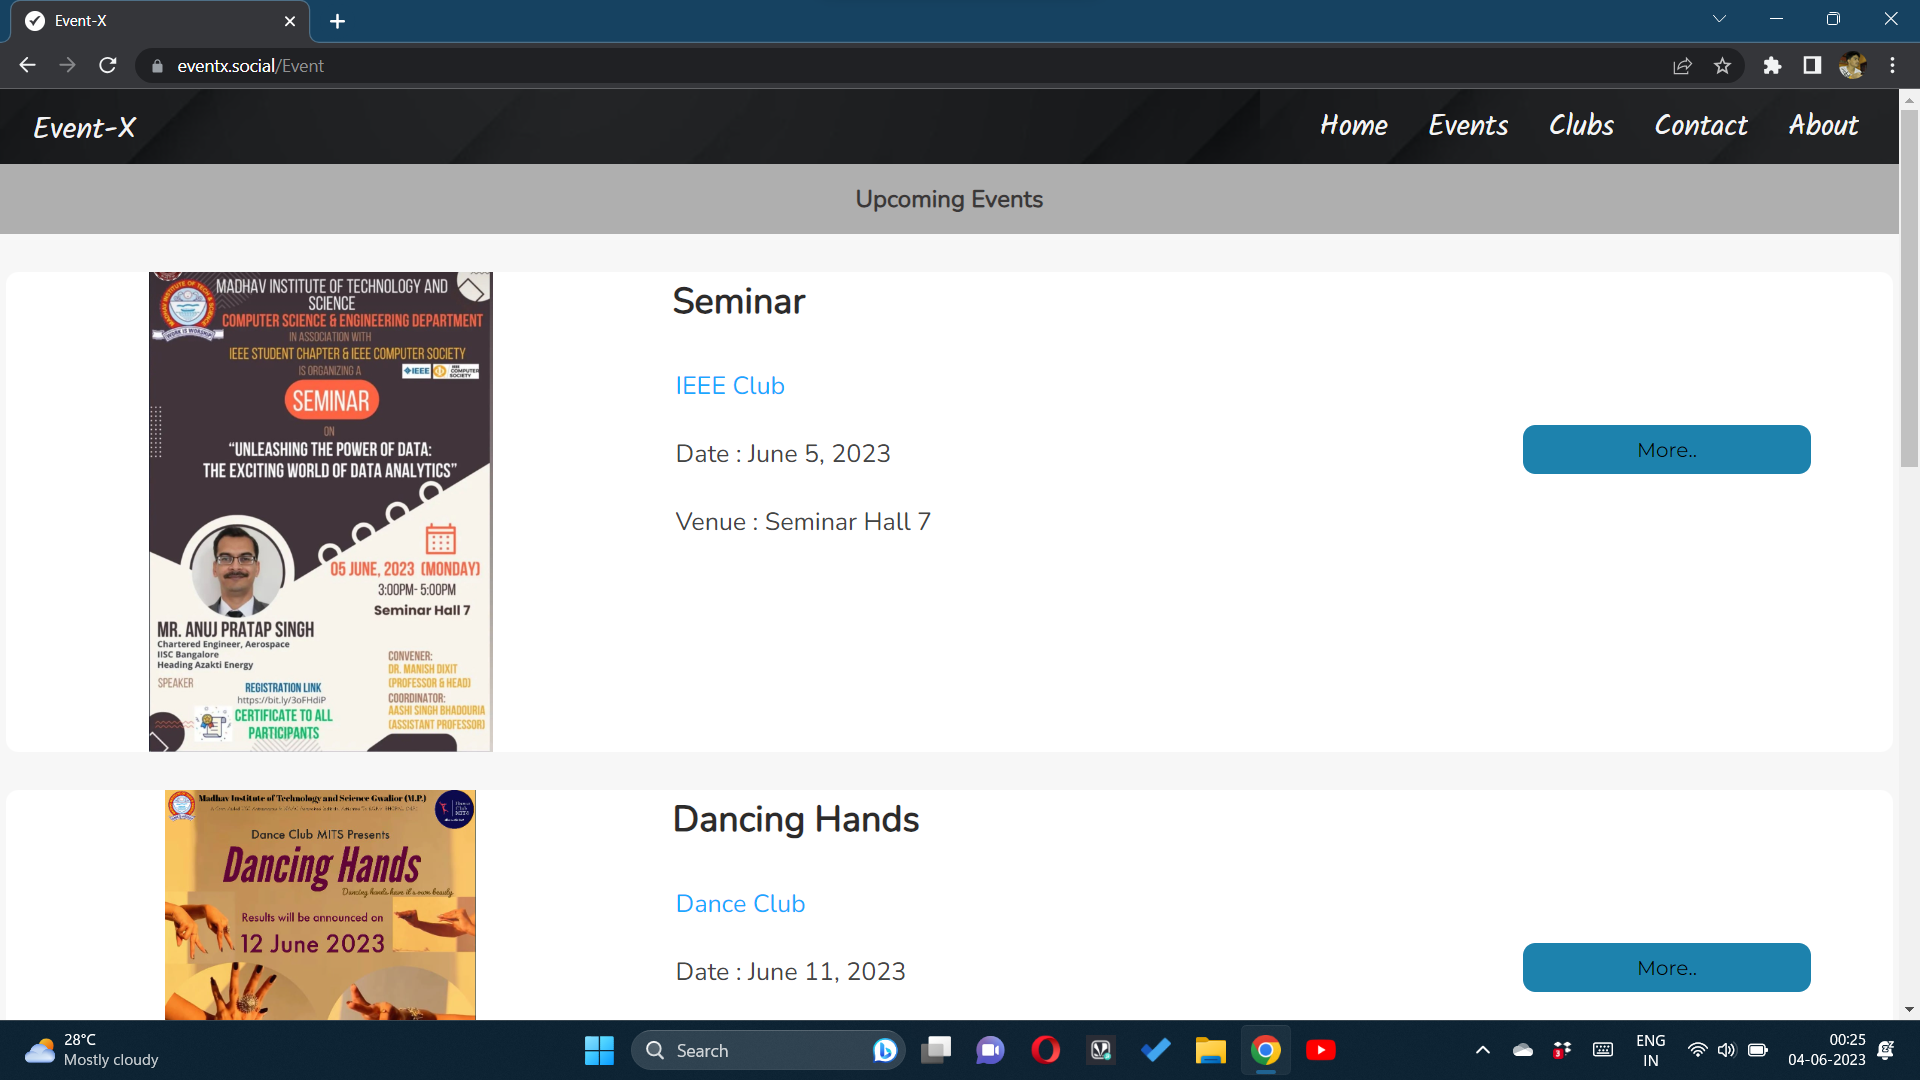 Event-X
eventx.social/Event
Event-X
Home Events Clubs Contact About
Upcoming Events
MADHAV INSTITUTE OF TECHNOLOGY AND
SCIENCE
COMPUTER SCIENCE & ENGINEERING DEPARTMENT
IN ASSOCIATION WITH
IEEE STUDENT CHAPTER & IEEE COMPUTER SOCIETY
IS ORGANIZING A
IEEE
COMPUTER
SOCIETY
SEMINAR
ON
“UNLEASHING THE POWER OF DATA:
THE EXCITING WORLD OF DATA ANALYTICS”
05 JUNE, 2023 (MONDAY)
3:00PM- 5:00PM
Seminar Hall 7
MR. ANUJ PRATAP SINGH
Chartered Engineer, Aerospace
IISC Bangalore
Heading Azakti Energy
SPEAKER
REGISTRATION LINK
https://bit.ly/3oFHdiP
CERTIFICATE TO ALL
PARTICIPANTS
CONVENER:
DR. MANISH DIXIT
(PROFESSOR & HEAD)
COORDINATOR:
AASHI SINGH BHADOURIA
(ASSISTANT PROFESSOR)
Seminar
IEEE Club
Date : June 5, 2023
Venue : Seminar Hall 7
More..
Madhav Institute of Technology and Science Gwalior (M.P.)
Dance Club MITS Presents
Dancing Hands
Dancing hands have it's own beauty.
Results will be announced on
12 June 2023
Dancing Hands
Dance Club
Date : June 11, 2023
More..
28°C
Mostly cloudy
Search
3
ENG
IN
00:25
04-06-2023